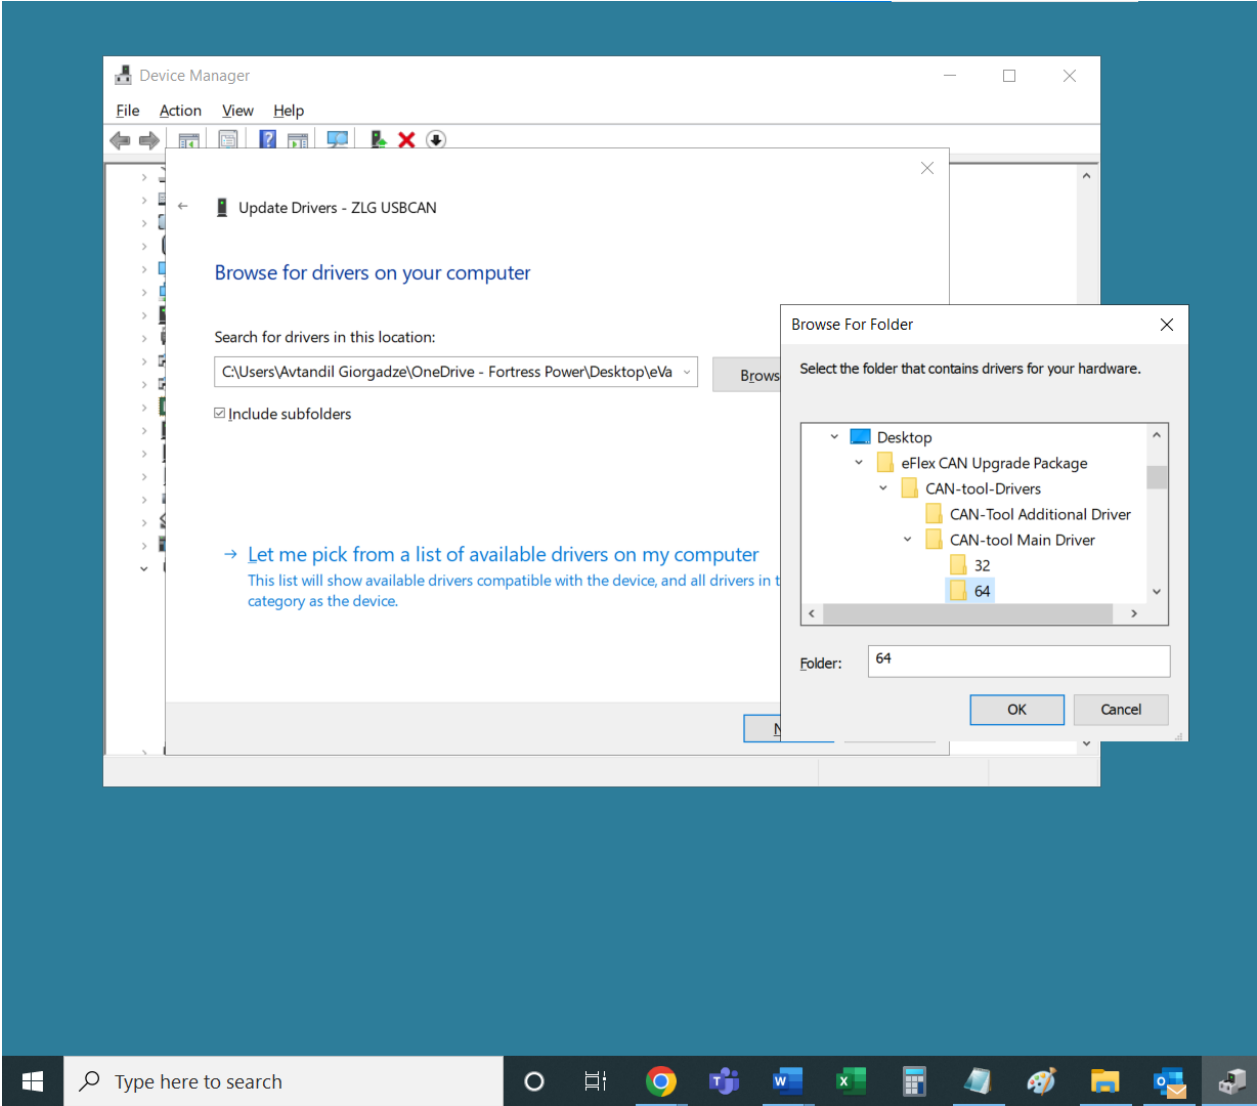 Device Manager
File Action View Help
Update Drivers - ZLG USBCAN
Browse for drivers on your computer
Search for drivers in this location:
C:\Users\Avtandil Giorgadze\OneDrive - Fortress Power\Desktop\eVa
Brows
Include subfolders
Let me pick from a list of available drivers on my computer
This list will show available drivers compatible with the device, and all drivers in t
category as the device.
N
Browse For Folder
Select the folder that contains drivers for your hardware.
Desktop
eFlex CAN Upgrade Package
CAN-tool-Drivers
CAN-Tool Additional Driver
CAN-tool Main Driver
32
64
Folder: 64
OK Cancel
Type here to search